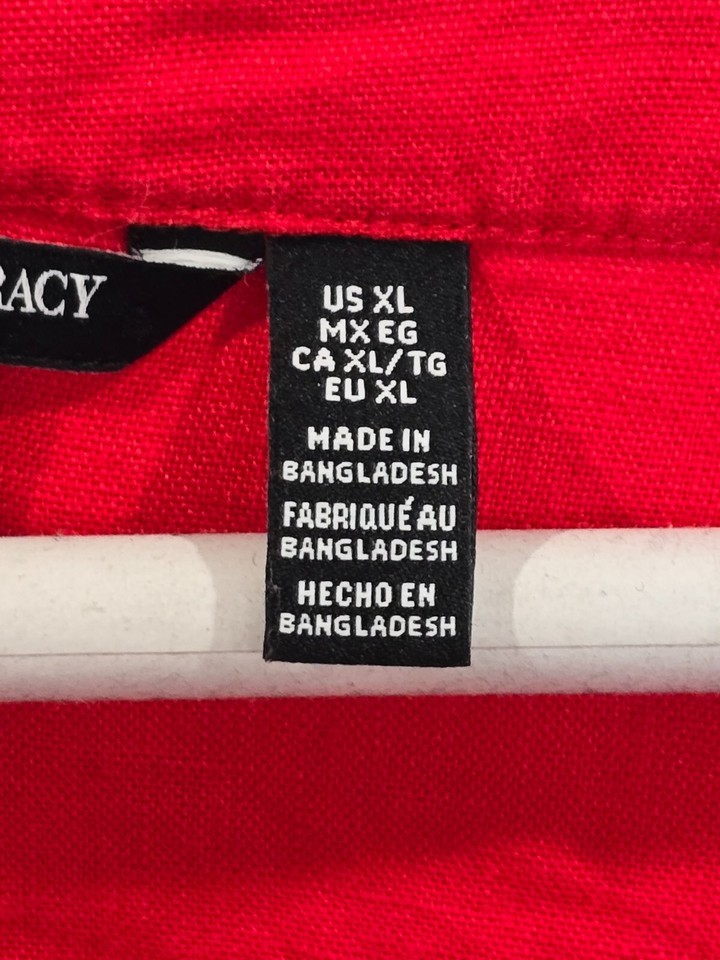 RACY
US XL
MX EG
CA XL/TG
EU XL
MADE IN
BANGLADESH
FABRIQUÉ AU
BANGLADESH
HECHO EN
BANGLADESH